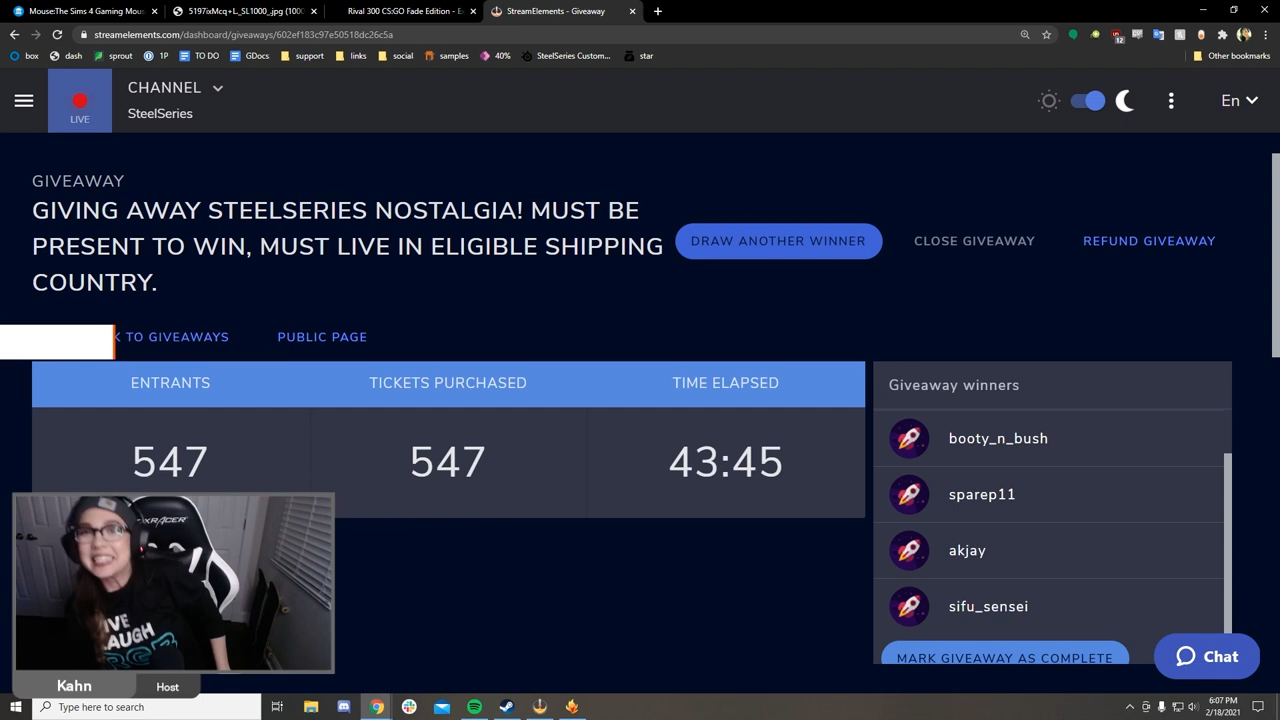 Mouse:The Sims 4 Gaming Mous
5197ixMcq+L_SL1000_.jpg (1000
Rival 300 CS:GO Fade Edition - E
StreamElements - Giveaway
streamelements.com/dashboard/giveaways/602ef183c97e50518dc26c5a
12
box
dash
sprout
1P
TO DO
GDocs
support
links
social
samples
40%
SteelSeries Custom...
star
Other bookmarks
LIVE
CHANNEL
SteelSeries
En
GIVEAWAY
GIVING AWAY STEELSERIES NOSTALGIA! MUST BE
PRESENT TO WIN, MUST LIVE IN ELIGIBLE SHIPPING
COUNTRY.
DRAW ANOTHER WINNER
CLOSE GIVEAWAY
REFUND GIVEAWAY
K TO GIVEAWAYS
PUBLIC PAGE
ENTRANTS
TICKETS PURCHASED
TIME ELAPSED
547
547
43:45
Giveaway winners
booty_n_bush
sparep11
akjay
sifu_sensei
MARK GIVEAWAY AS COMPLETE
Chat
Kahn
Host
Type here to search
6:07 PM
2/18/2021